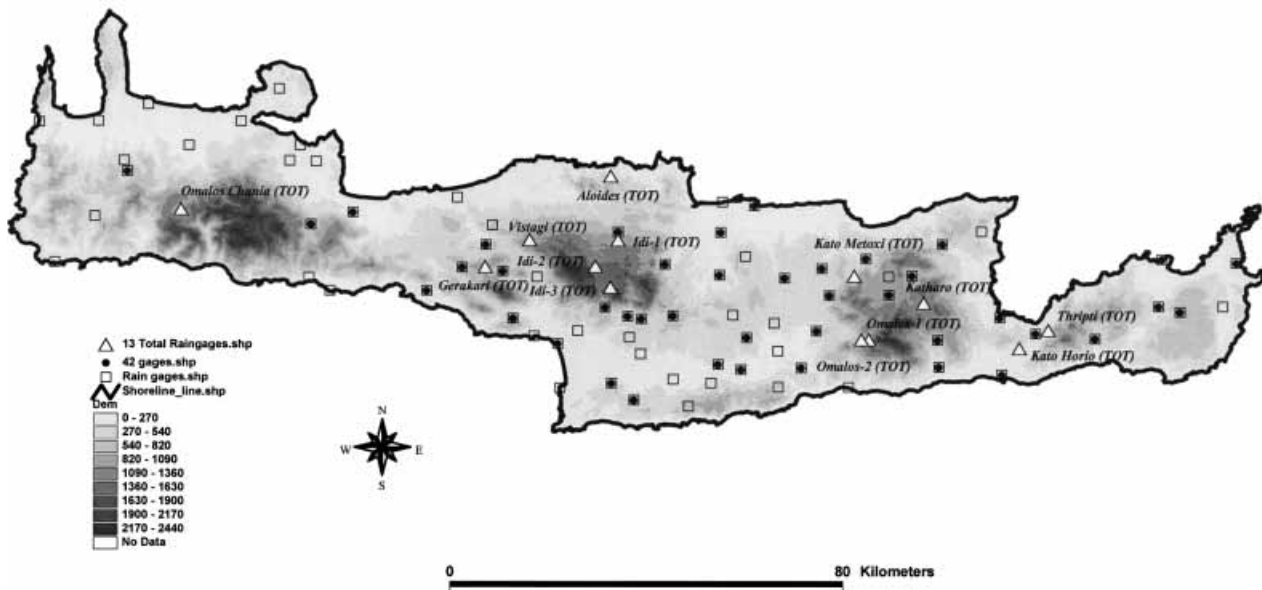 Omalos Chania (TOT)
Aloides (TOT)
Vistagi (TOT)
Idi-1 (TOT)
Kato Metoxi (TOT)
Idi-2 (TOT)
Gerakari (TOT)
Idi-3 (TOT)
Katharo (TOT)
Omalos-1 (TOT)
Thripti (TOT)
Kato Horio (TOT)
Omalos-2 (TOT)
13 Total Raingages.shp
42 gages.shp
Rain gages.shp
Shoreline_line.shp
Dem
0 - 270
270 - 540
540 - 820
820 - 1090
1090 - 1360
1360 - 1630
1630 - 1900
1900 - 2170
2170 - 2440
No Data
N
W E
S
0 80 Kilometers